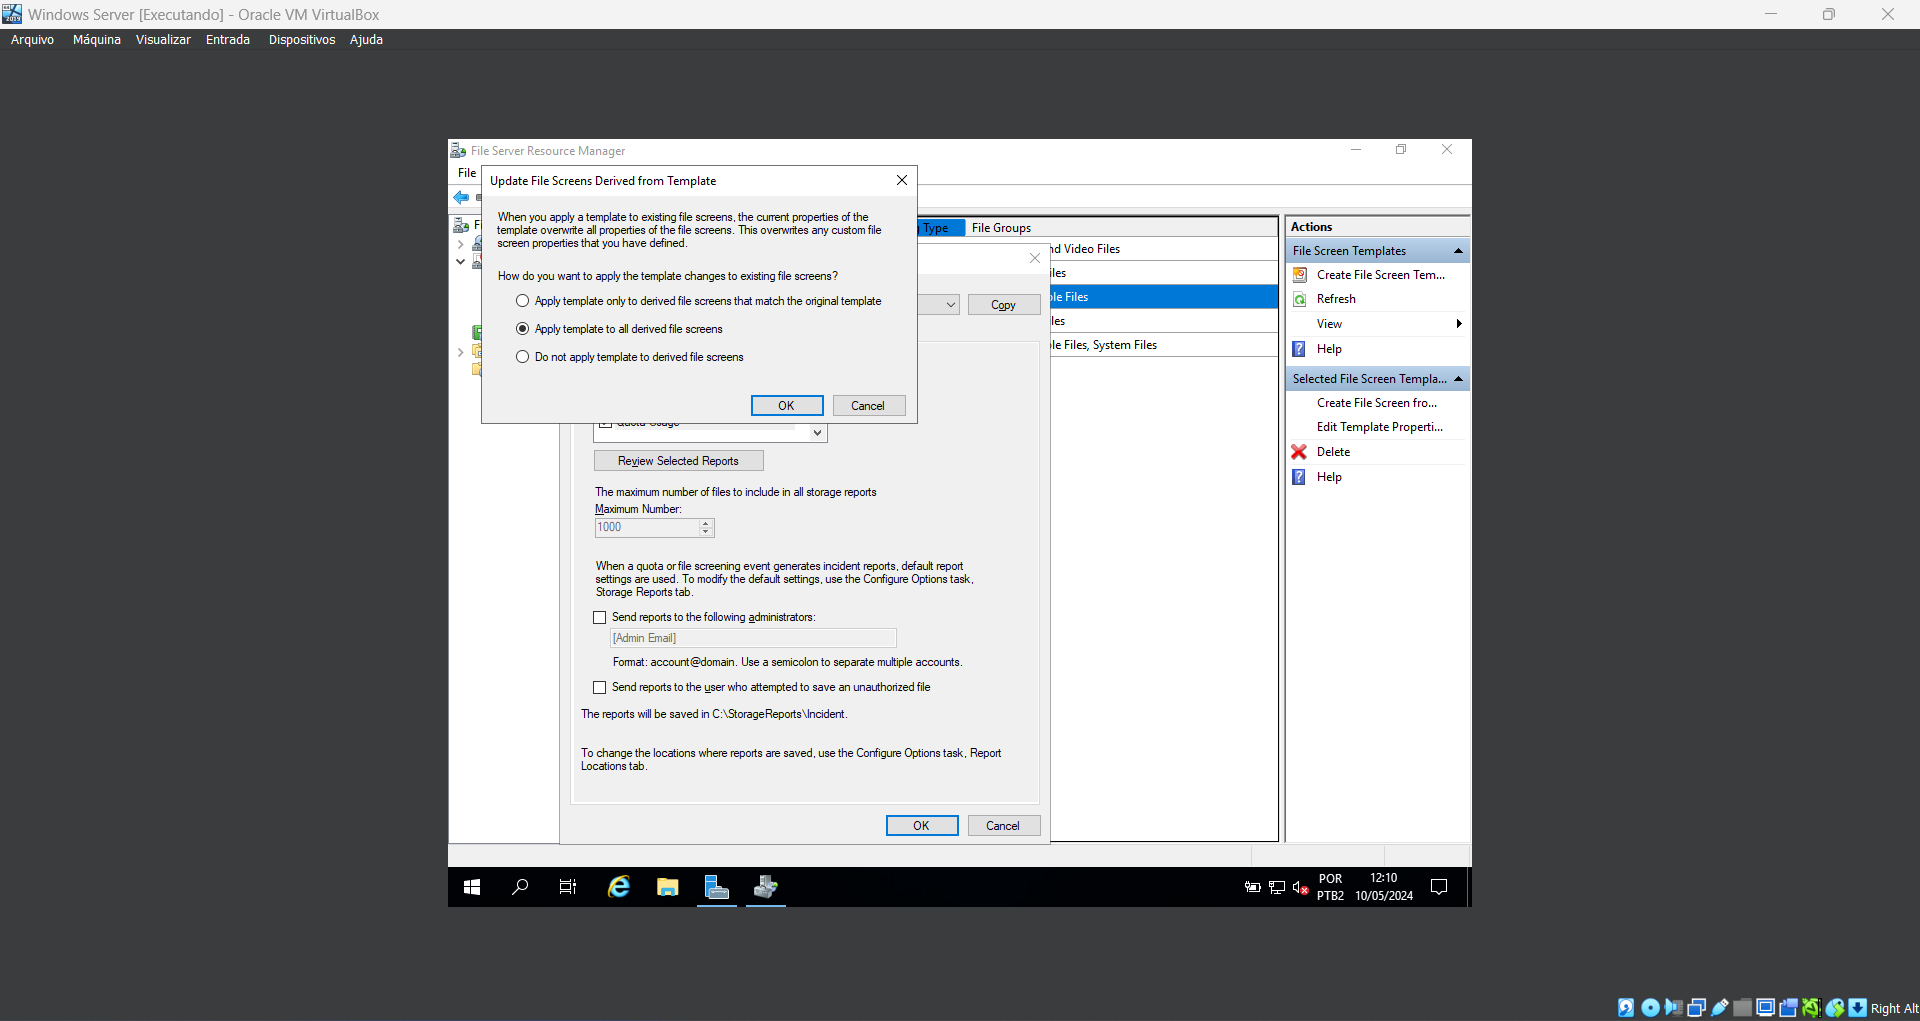 Windows Server [Executando] - Oracle VM VirtualBox
Arquivo Máquina Visualizar Entrada Dispositivos Ajuda
File Server Resource Manager
File
Update File Screens Derived from Template
When you apply a template to existing file screens, the current properties of the
template overwrite all properties of the file screens. This overwrites any custom file
screen properties that you have defined.
How do you want to apply the template changes to existing file screens?
Apply template only to derived file screens that match the original template
Apply template to all derived file screens
Do not apply template to derived file screens
OK Cancel
Type File Groups
Video Files
Files, System Files
Files
Copy
Review Selected Reports
The maximum number of files to include in all storage reports
Maximum Number:
1000
When a quota or file screening event generates incident reports, default report
settings are used. To modify the default settings, use the Configure Options task,
Storage Reports tab.
Send reports to the following administrators:
[Admin Email]
Format: account@domain. Use a semicolon to separate multiple accounts.
Send reports to the user who attempted to save an unauthorized file
The reports will be saved in C:\StorageReports\Incident.
To change the locations where reports are saved, use the Configure Options task, Report
Locations tab.
OK Cancel
Actions
File Screen Templates
Create File Screen Tem...
Refresh
View
Help
Selected File Screen Templa...
Create File Screen fro...
Edit Template Properti...
Delete
Help
POR
PTB2
12:10
10/05/2024
Right Alt